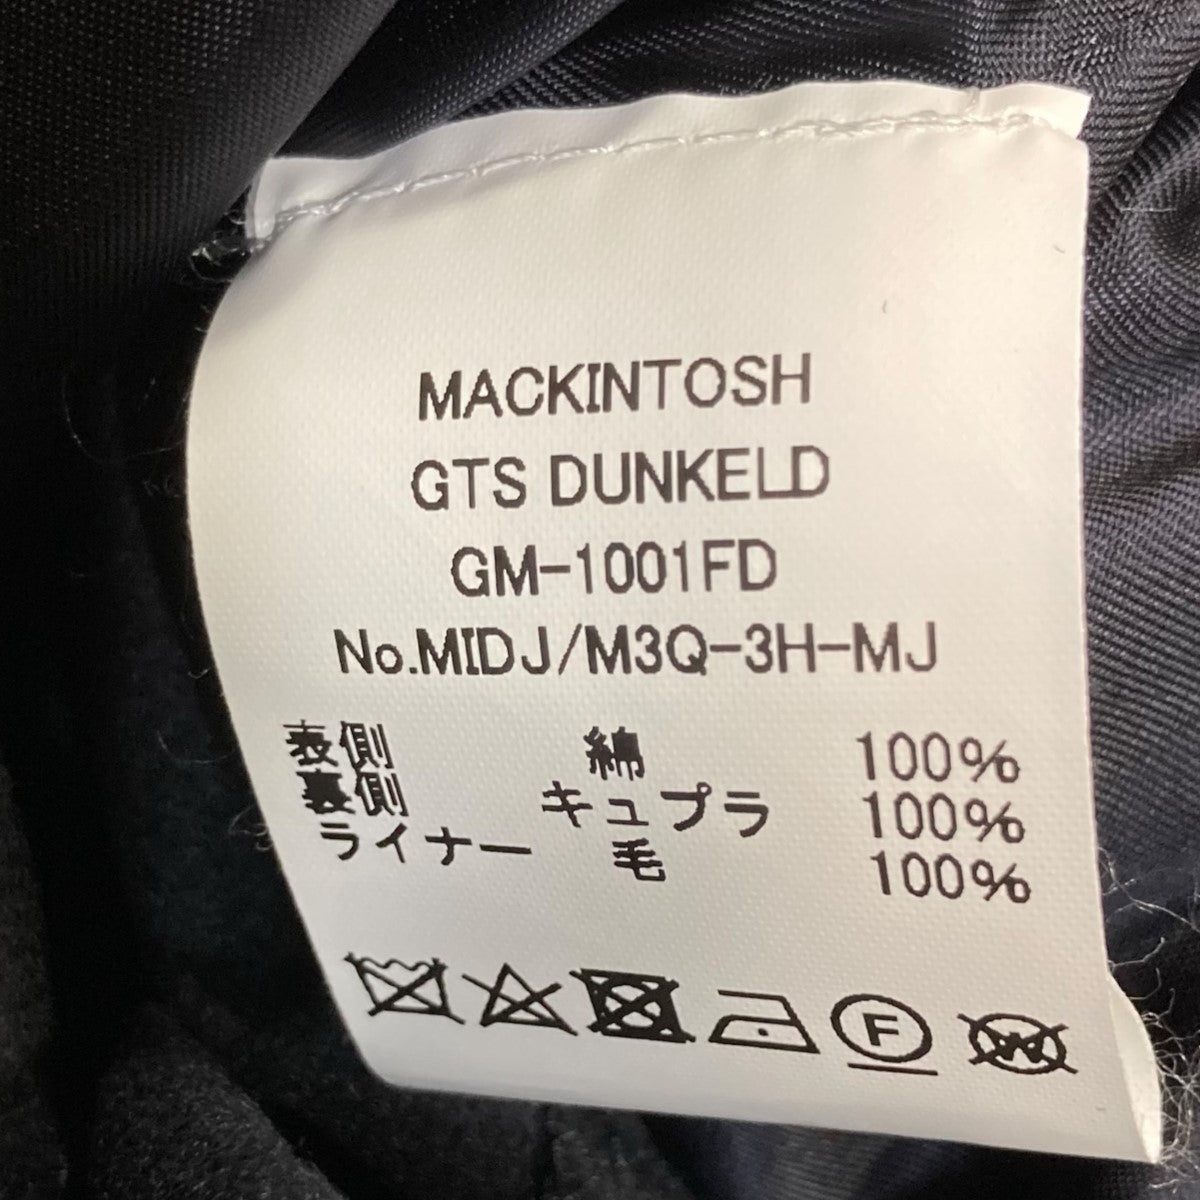 MACKINTOSH
GTS DUNKELD
GM-1001FD
No.MIDJ/M3Q-3H-MJ
表側 綿 100%
裏側 キュプラ 100%
ライナー 毛 100%
F W